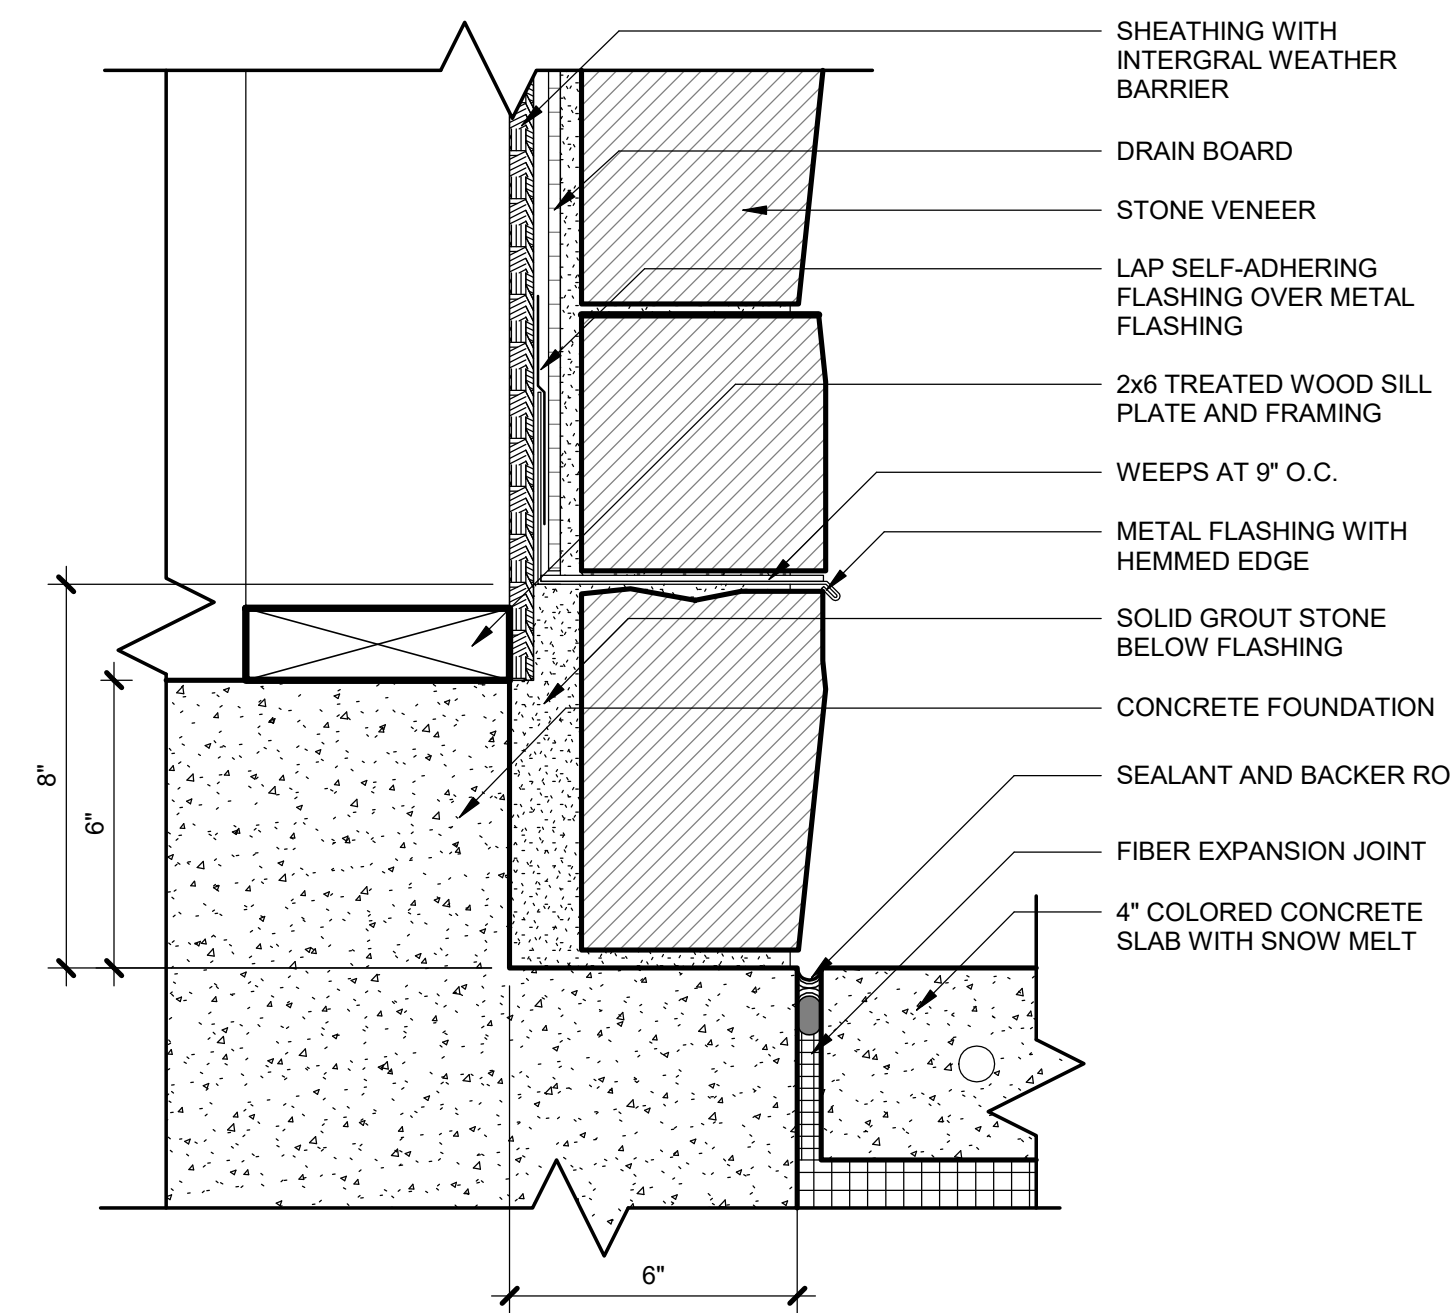 SHEATHING WITH
INTERGRAL WEATHER
BARRIER
DRAIN BOARD
STONE VENEER
LAP SELF-ADHERING
FLASHING OVER METAL
FLASHING
2x6 TREATED WOOD SILL
PLATE AND FRAMING
WEEPS AT 9" O.C.
METAL FLASHING WITH
HEMMED EDGE
SOLID GROUT STONE
BELOW FLASHING
CONCRETE FOUNDATION
SEALANT AND BACKER RO
FIBER EXPANSION JOINT
4" COLORED CONCRETE
SLAB WITH SNOW MELT
8"
6"
6"